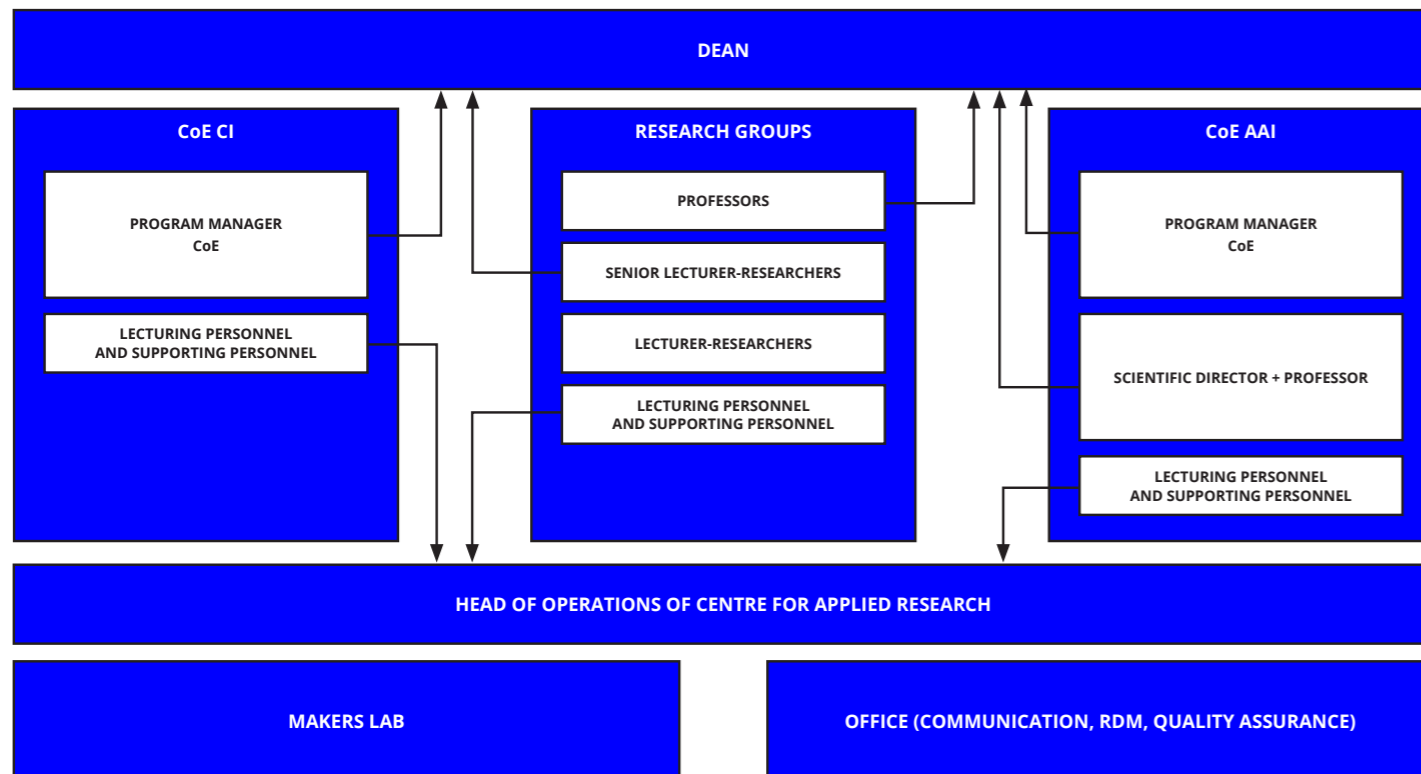 DEAN
CoE CI
PROGRAM MANAGER
CoE
LECTURING PERSONNEL
AND SUPPORTING PERSONNEL
RESEARCH GROUPS
PROFESSORS
SENIOR LECTURER-RESEARCHERS
LECTURER-RESEARCHERS
LECTURING PERSONNEL
AND SUPPORTING PERSONNEL
CoE AAI
PROGRAM MANAGER
CoE
SCIENTIFIC DIRECTOR + PROFESSOR
LECTURING PERSONNEL
AND SUPPORTING PERSONNEL
HEAD OF OPERATIONS OF CENTRE FOR APPLIED RESEARCH
MAKERS LAB
OFFICE (COMMUNICATION, RDM, QUALITY ASSURANCE)